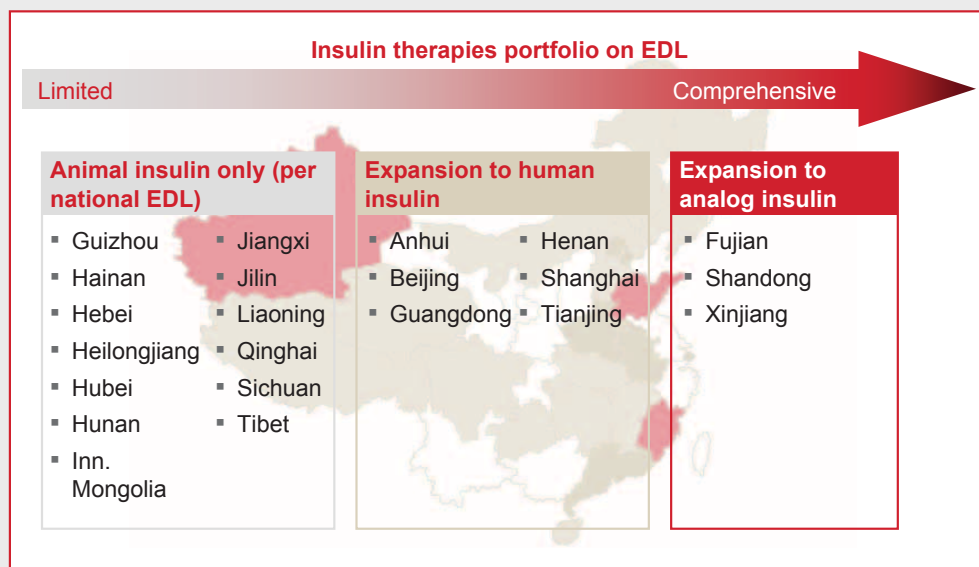 Insulin therapies portfolio on EDL
Limited
Comprehensive
Animal insulin only (per
national EDL)
Guizhou
Hainan
Hebei
Heilongjiang
Hubei
Hunan
Inn.
Mongolia
Jiangxi
Jilin
Liaoning
Qinghai
Sichuan
Tibet
Expansion to human
insulin
Anhui
Beijing
Guangdong
Henan
Shanghai
Tianjing
Expansion to
analog insulin
Fujian
Shandong
Xinjiang